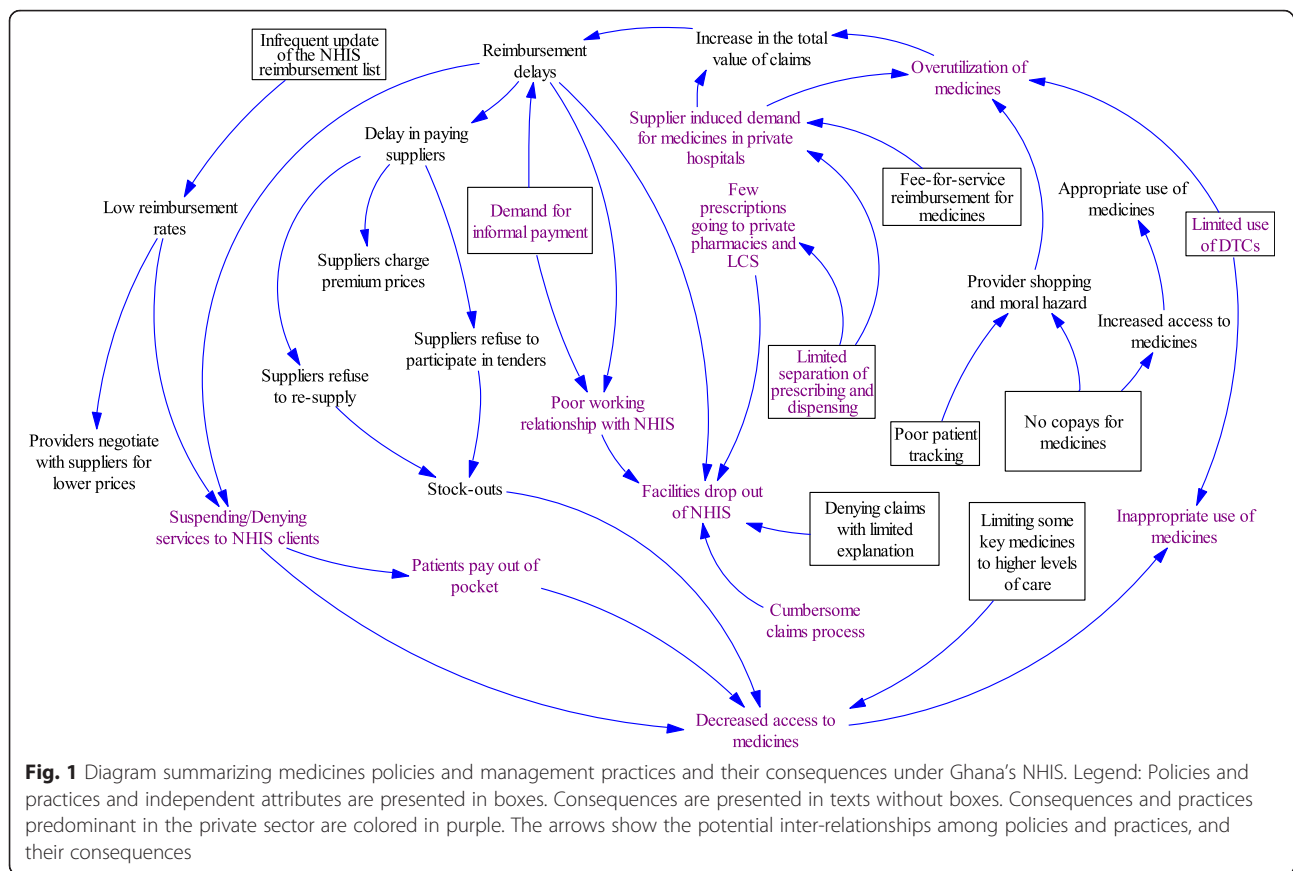 Infrequent update
of the NHIS
reimbursement list
Reimbursement
delays
Increase in the total
value of claims
Overutilization of
medicines
Supplier induced demand
for medicines in private
hospitals
Delay in paying
suppliers
Fee-for-service
reimbursement for
medicines
Appropriate use of
medicines
Few
prescriptions
going to private
pharmacies and
LCS
Low reimbursement
rates
Demand for
informal payment
Limited use
of DTCs
Suppliers charge
premium prices
Provider shopping
and moral hazard
Increased access to
medicines
Suppliers refuse to
participate in tenders
Limited
separation of
prescribing and
dispensing
Suppliers refuse
to re-supply
Poor working
relationship with NHIS
No copays for
medicines
Poor patient
tracking
Providers negotiate
with suppliers for
lower prices
Stock-outs
Facilities drop out
of NHIS
Denying claims
with limited
explanation
Limiting some
key medicines
to higher levels
of care
Inappropriate use of
medicines
Suspending/Denying
services to NHIS clients
Patients pay out of
pocket
Cumbersome
claims process
Decreased access to
medicines
Fig. 1 Diagram summarizing medicines policies and management practices and their consequences under Ghana's NHIS. Legend: Policies and
practices and independent attributes are presented in boxes. Consequences are presented in texts without boxes. Consequences and practices
predominant in the private sector are colored in purple. The arrows show the potential inter-relationships among policies and practices, and
their consequences